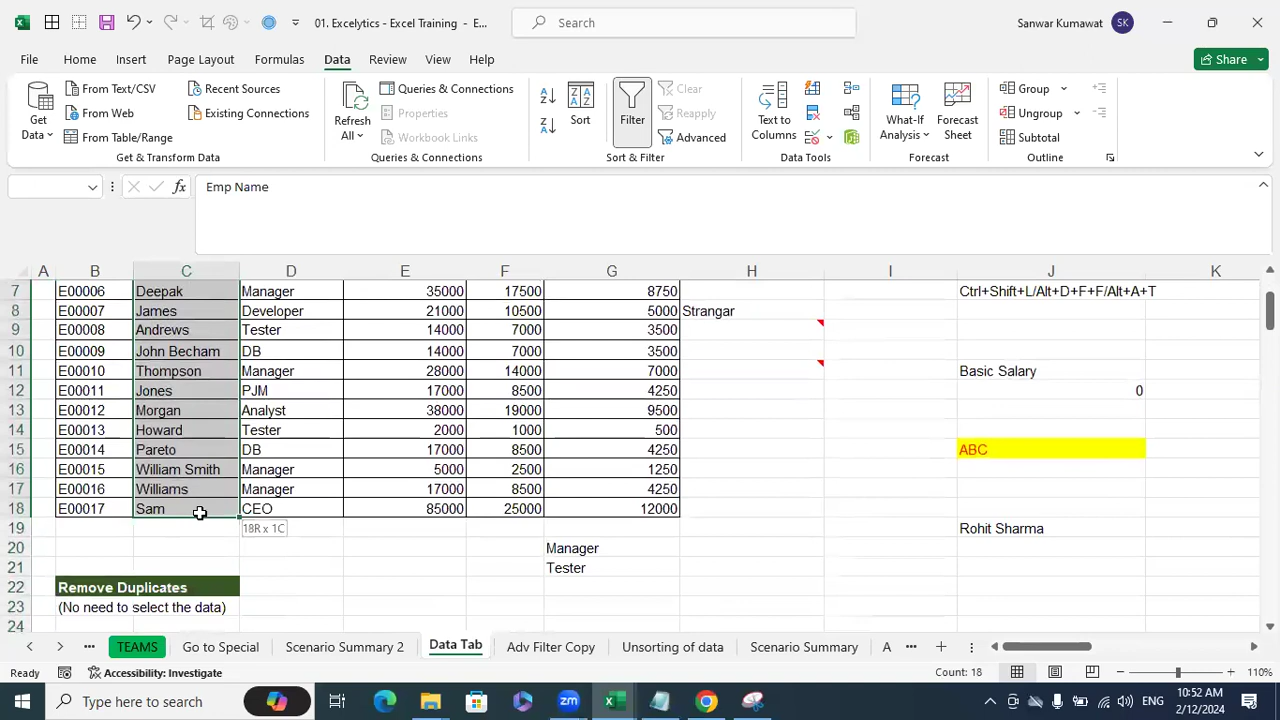 01. Excelytics - Excel Training - E...
Search
Sanwar Kumawat
SK
File
Home
Insert
Page Layout
Formulas
Data
Review
View
Help
Share
Get Data
From Text/CSV
From Web
From Table/Range
Recent Sources
Existing Connections
Get & Transform Data
Refresh All
Queries & Connections
Properties
Workbook Links
Queries & Connections
Sort
Filter
Clear
Reapply
Advanced
Sort & Filter
Text to Columns
Data Tools
What-If Analysis
Forecast Sheet
Forecast
Group
Ungroup
Subtotal
Outline
fx
Emp Name
A B C D E F G H I J K
7 E00006 Deepak Manager 35000 17500 8750 Ctrl+Shift+L/Alt+D+F+F/Alt+A+T
8 E00007 James Developer 21000 10500 5000 Strangar
9 E00008 Andrews Tester 14000 7000 3500
10 E00009 John Becham DB 14000 7000 3500
11 E00010 Thompson Manager 28000 14000 7000 Basic Salary
12 E00011 Jones PJM 17000 8500 4250 0
13 E00012 Morgan Analyst 38000 19000 9500
14 E00013 Howard Tester 2000 1000 500
15 E00014 Pareto DB 17000 8500 4250 ABC
16 E00015 William Smith Manager 5000 2500 1250
17 E00016 Williams Manager 17000 8500 4250
18 E00017 Sam CEO 85000 25000 12000
19 18R x 1C Rohit Sharma
20 Manager
21 Tester
22 Remove Duplicates
23 (No need to select the data)
24
TEAMS
Go to Special
Scenario Summary 2
Data Tab
Adv Filter Copy
Unsorting of data
Scenario Summary
A
Ready
Accessibility: Investigate
Count: 18
110%
Type here to search
ENG
10:52 AM
2/12/2024